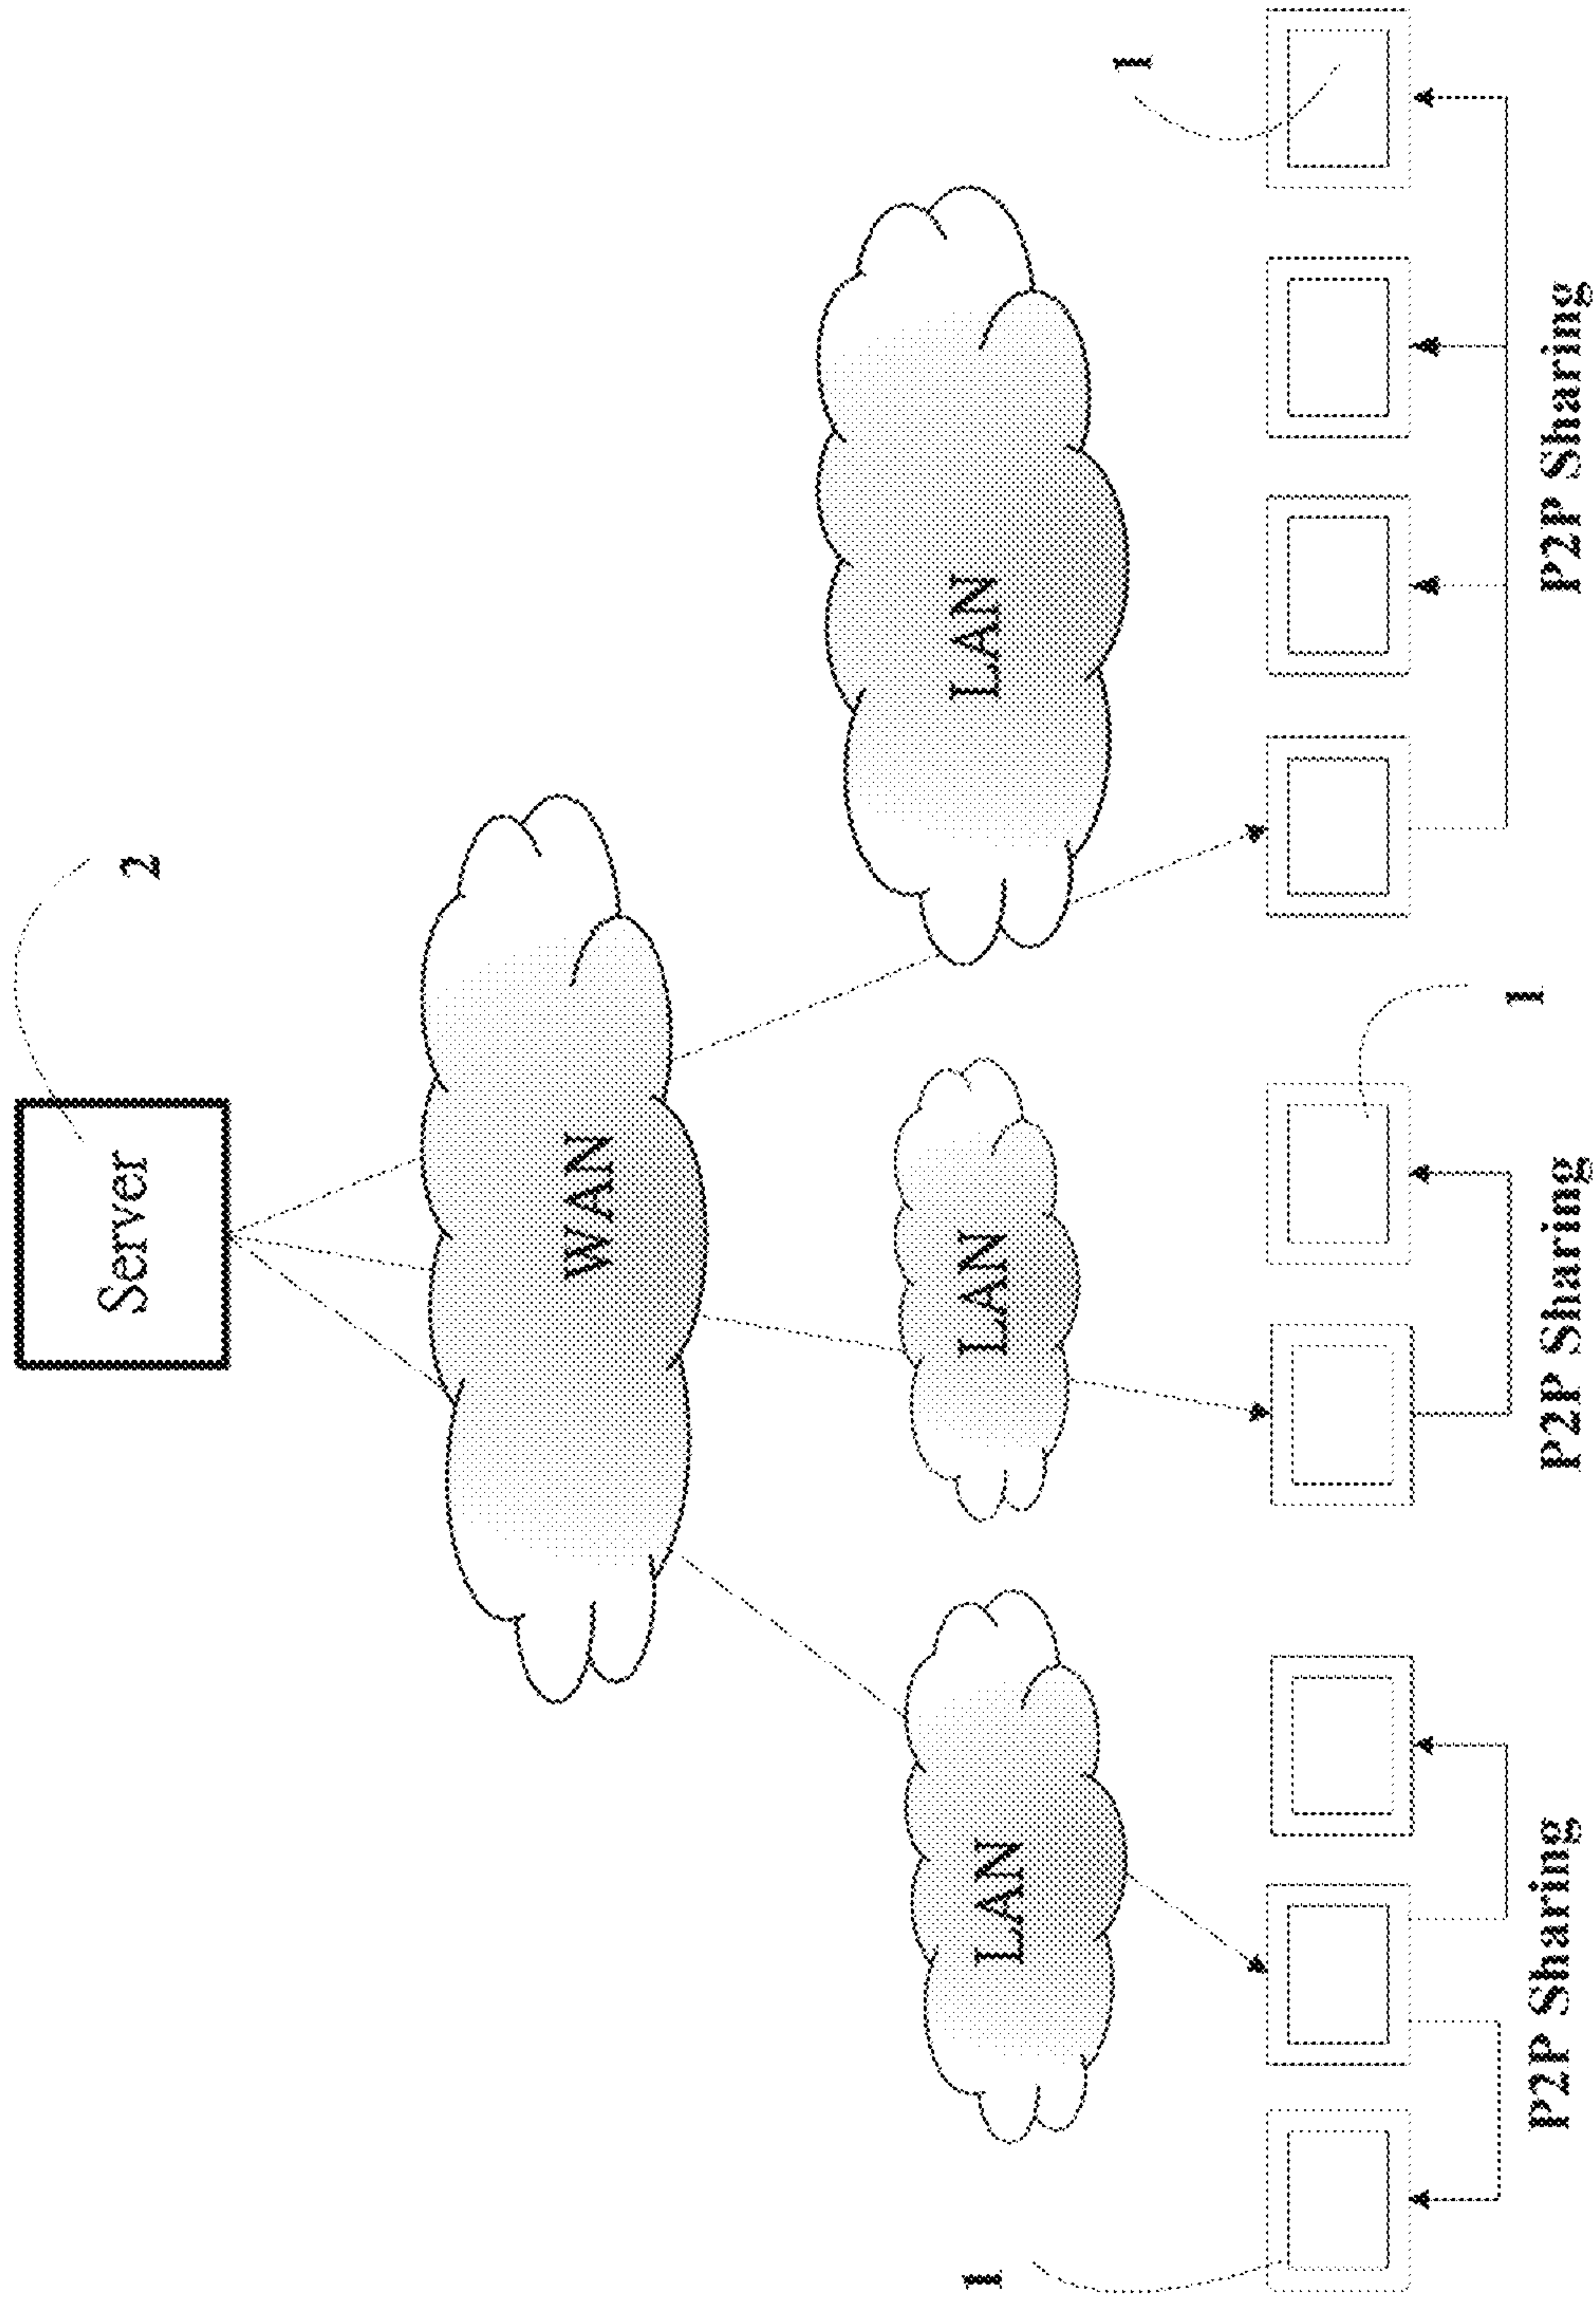 Server
2
WAN
LAN
LAN
LAN
1
1
1
P2P Sharing
P2P Sharing
P2P Sharing